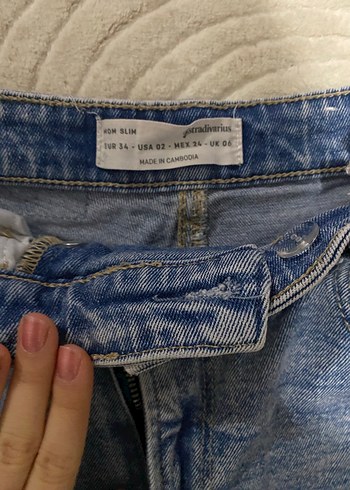 MOM SLIM
stradivarius
EUR 34 - USA 02 - MEX 24 - UK 06
MADE IN CAMBODIA